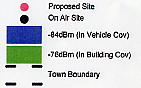 Proposed Site
On Air Site
-84dBm (In Vehicle Cov)
-76dBm (In Building Cov)
Town Boundary